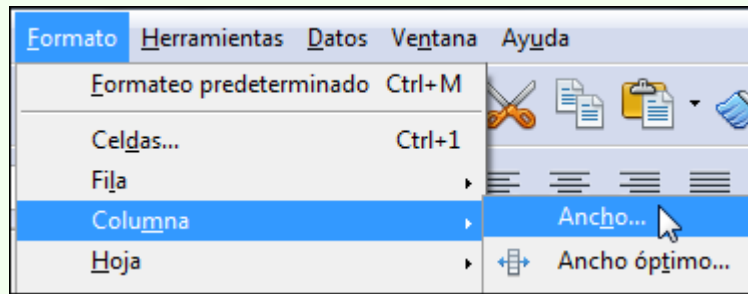 Formato Herramientas Datos Ventana Ayuda
Formateo predeterminado Ctrl+M
Celdas... Ctrl+1
Fila
Columna
Ancho...
Hoja
Ancho óptimo...